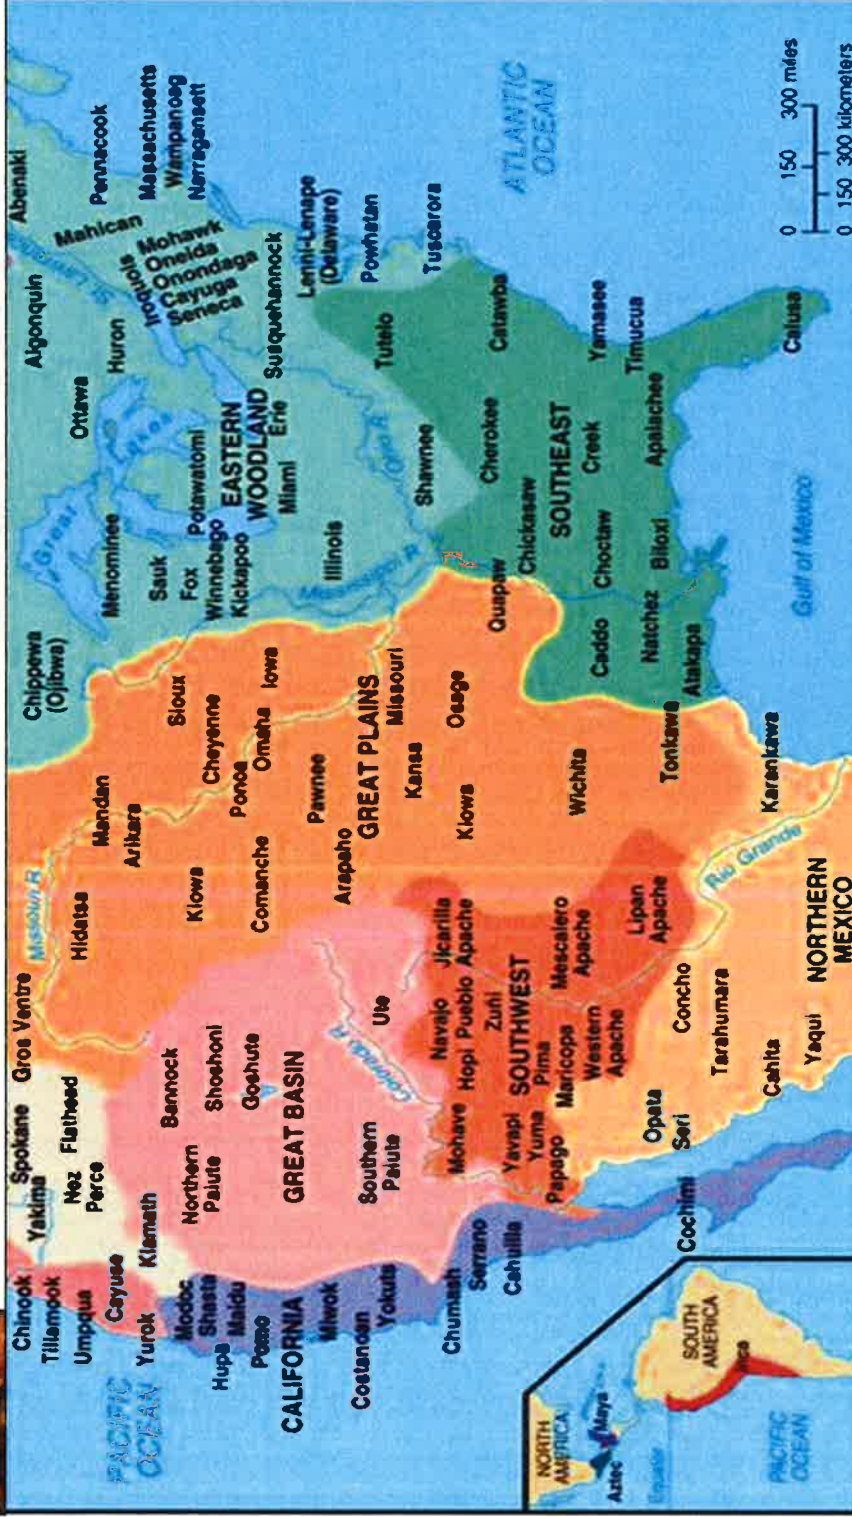 PACIFIC
OCEAN
Chinook
Tillamook
Umpqua
Cayuse
Yurok
Klamath
Yakima
Spokane
Nez
Perce
Flathead
Gros Ventre
Missouri R
Hidatsa
Mandan
Arikara
Chippewa
(Ojibwa)
Great
Lakes
Menominee
Ottawa
Algonquin
Huron
St Lawrence
Abenaki
Pennacook
Massachusetts
Wampanoag
Narragansett
Mahican
Iroquois
Mohawk
Oneida
Onondaga
Cayuga
Seneca
Susquehannock
Lenni-Lenape
(Delaware)
Powhatan
Tuscarora
Sauk
Fox
Winnebago
Kickapoo
Potawatomi
EASTERN
WOODLAND
Erie
Miami
Illinois
Mississippi R
Ohio R
Shawnee
Modoc
Shasta
Hupa
Maidu
Pomo
CALIFORNIA
Miwok
Costanoan
Yokuts
Chumash
Serrano
Cahuilla
Bannock
Northern
Paiute
Shoshoni
Goshute
GREAT BASIN
Southern
Paiute
Ute
Colorado R
Kiowa
Comanche
Arapaho
Sioux
Cheyenne
Ponca
Omaha
Iowa
Pawnee
GREAT PLAINS
Missouri
Kansa
Osage
Kiowa
Wichita
Tonkawa
Karankawa
Mohave
Navajo
Hopi
Pueblo
Jicarilla
Apache
Zuñi
SOUTHWEST
Yavapi
Yuma
Pima
Papago
Maricopa
Western
Apache
Mescalero
Apache
Lipan
Apache
Tutelo
Catawba
Cherokee
Chickasaw
Quapaw
SOUTHEAST
Creek
Yamasee
Timucua
Choctaw
Caddo
Natchez
Biloxi
Apalachee
Atakapa
Calusa
ATLANTIC
OCEAN
Gulf of Mexico
Rio Grande
Opata
Seri
Concho
Tarahumara
Cahita
Yaqui
NORTHERN
MEXICO
Cochimi
0 150 300 miles
0 150 300 kilometers
NORTH
AMERICA
Aztec
Maya
Equator
SOUTH
AMERICA
PACIFIC
OCEAN